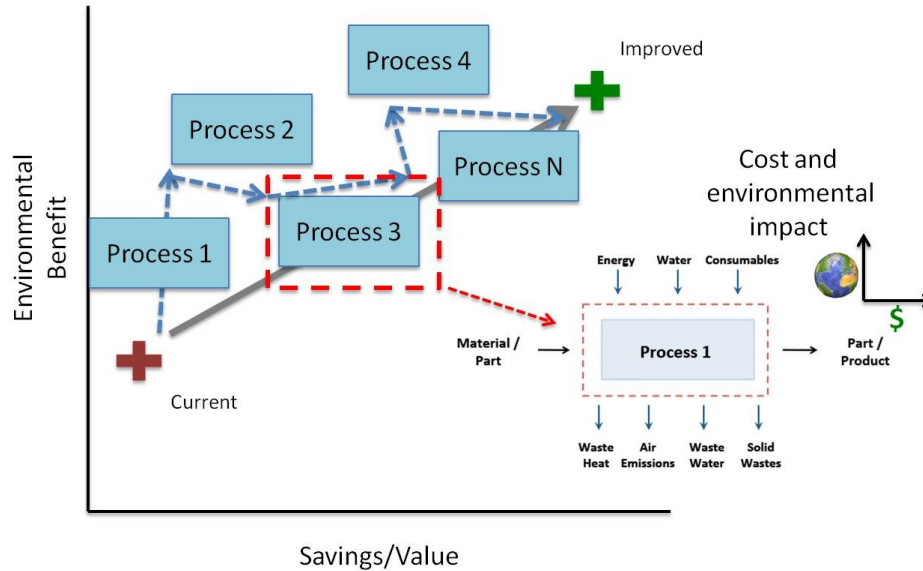 Process 4
Improved
Process 2
Process N
Cost and
environmental
impact
Environmental
Benefit
Process 1
Process 3
Energy
Water
Consumables
$
Material /
Part
Process 1
Part /
Product
Current
Waste
Heat
Air
Emissions
Waste
Water
Solid
Wastes
Savings/Value